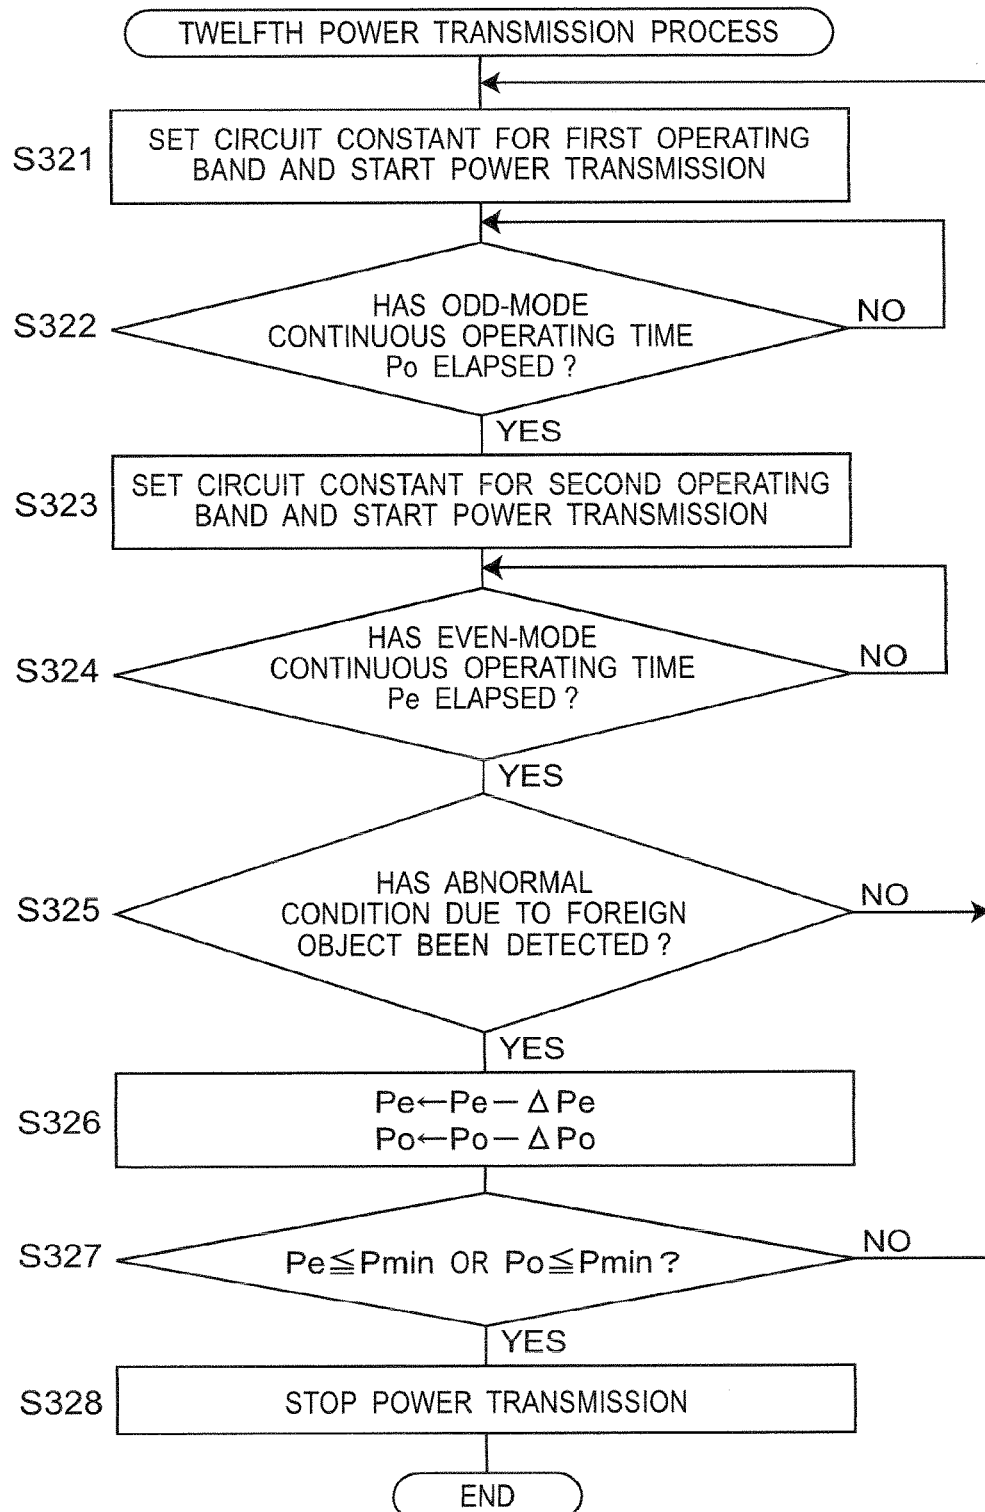 TWELFTH POWER TRANSMISSION PROCESS
S321
SET CIRCUIT CONSTANT FOR FIRST OPERATING
BAND AND START POWER TRANSMISSION
S322
HAS ODD-MODE
CONTINUOUS OPERATING TIME
Po ELAPSED ?
NO
YES
S323
SET CIRCUIT CONSTANT FOR SECOND OPERATING
BAND AND START POWER TRANSMISSION
S324
HAS EVEN-MODE
CONTINUOUS OPERATING TIME
Pe ELAPSED ?
NO
YES
S325
HAS ABNORMAL
CONDITION DUE TO FOREIGN
OBJECT BEEN DETECTED ?
NO
YES
S326
Pe←Pe－ΔPe
Po←Po－ΔPo
S327
Pe≦Pmin OR Po≦Pmin ?
NO
YES
S328
STOP POWER TRANSMISSION
END